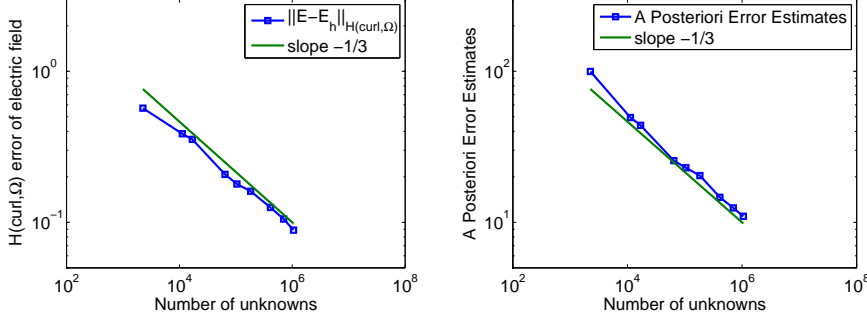 ||E−E_h||_H(curl,Ω)
slope −1/3
H(curl,Ω) error of electric field
10^0
10^−1
10^2
10^4
10^6
10^8
Number of unknowns
A Posteriori Error Estimates
slope −1/3
A Posteriori Error Estimates
10^2
10^1
10^2
10^4
10^6
10^8
Number of unknowns